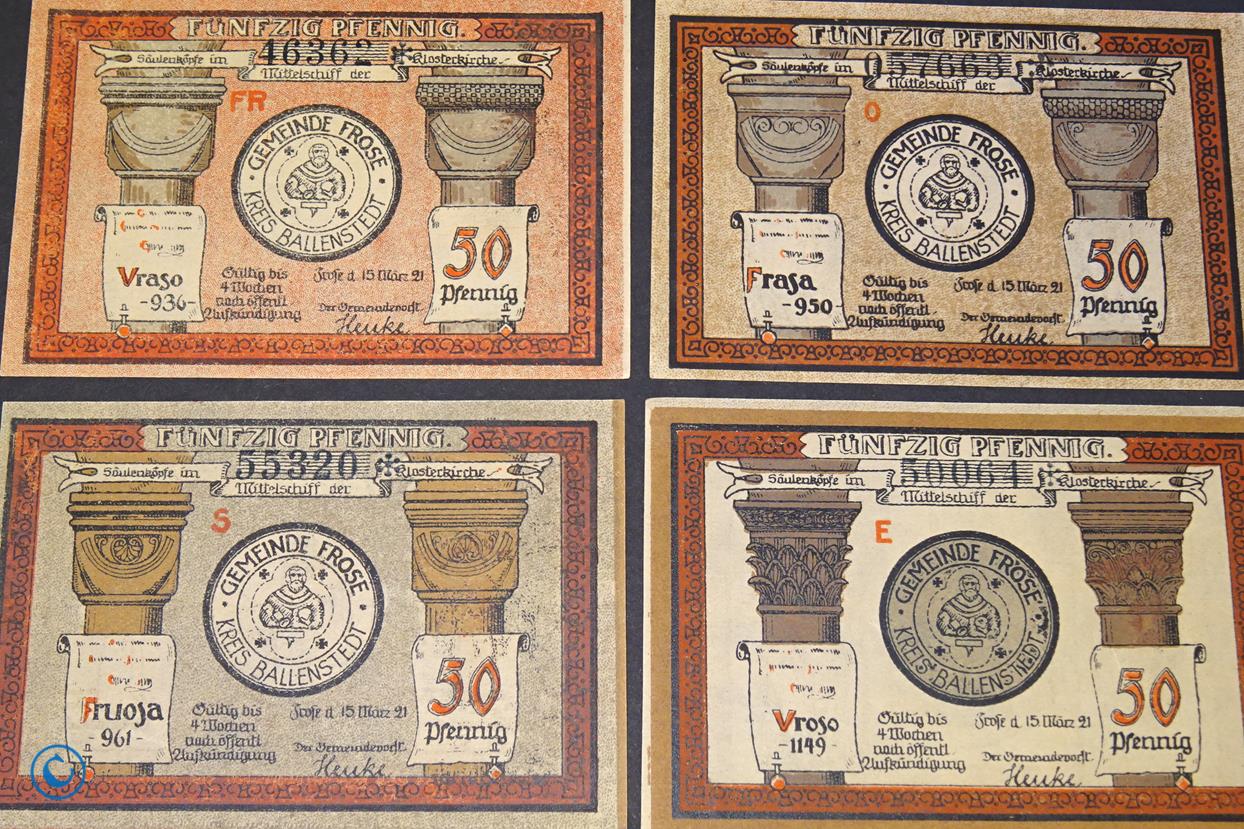 FÜNFZIG PFENNIG.
46362
Säulenköpfe im
Mittelschiff der
Klosterkirche
FR
GEMEINDE FROSE
KREIS BALLENSTEDT
Vraso
-936-
Gültig bis
4 Wochen
nach öffentl.
Aufkündigung
Frose d. 15 März 21
Der Gemeindevorst.
Henke
50
Pfennig
FÜNFZIG PFENNIG.
057663
Säulenköpfe im
Mittelschiff der
Klosterkirche
O
GEMEINDE FROSE
KREIS BALLENSTEDT
Frasa
-950-
Gültig bis
4 Wochen
nach öffentl.
Aufkündigung
Frose d. 15 März 21
Der Gemeindevorst.
Henke
50
Pfennig
FÜNFZIG PFENNIG.
55320
Säulenköpfe im
Mittelschiff der
Klosterkirche
S
GEMEINDE FROSE
KREIS BALLENSTEDT
Fruosa
-961-
Gültig bis
4 Wochen
nach öffentl.
Aufkündigung
Frose d. 15 März 21
Der Gemeindevorst.
Henke
50
Pfennig
FÜNFZIG PFENNIG.
50061
Säulenköpfe im
Mittelschiff der
Klosterkirche
E
GEMEINDE FROSE
KREIS BALLENSTEDT
Vroso
-1149-
Gültig bis
4 Wochen
nach öffentl.
Aufkündigung
Frose d. 15 März 21
Der Gemeindevorst.
Henke
50
Pfennig